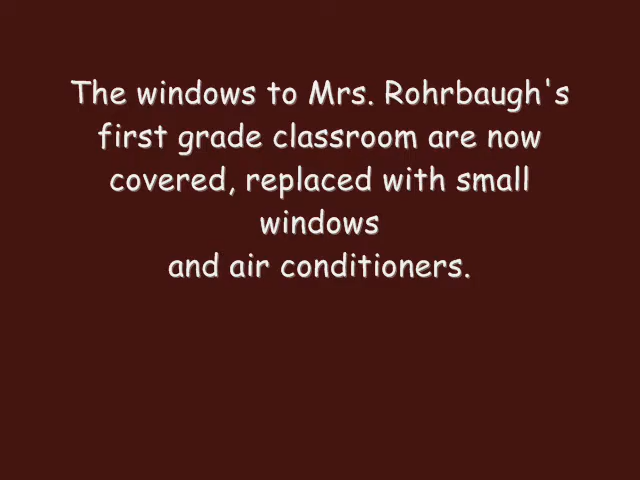 The windows to Mrs. Rohrbaugh's
first grade classroom are now
covered, replaced with small
windows
and air conditioners.